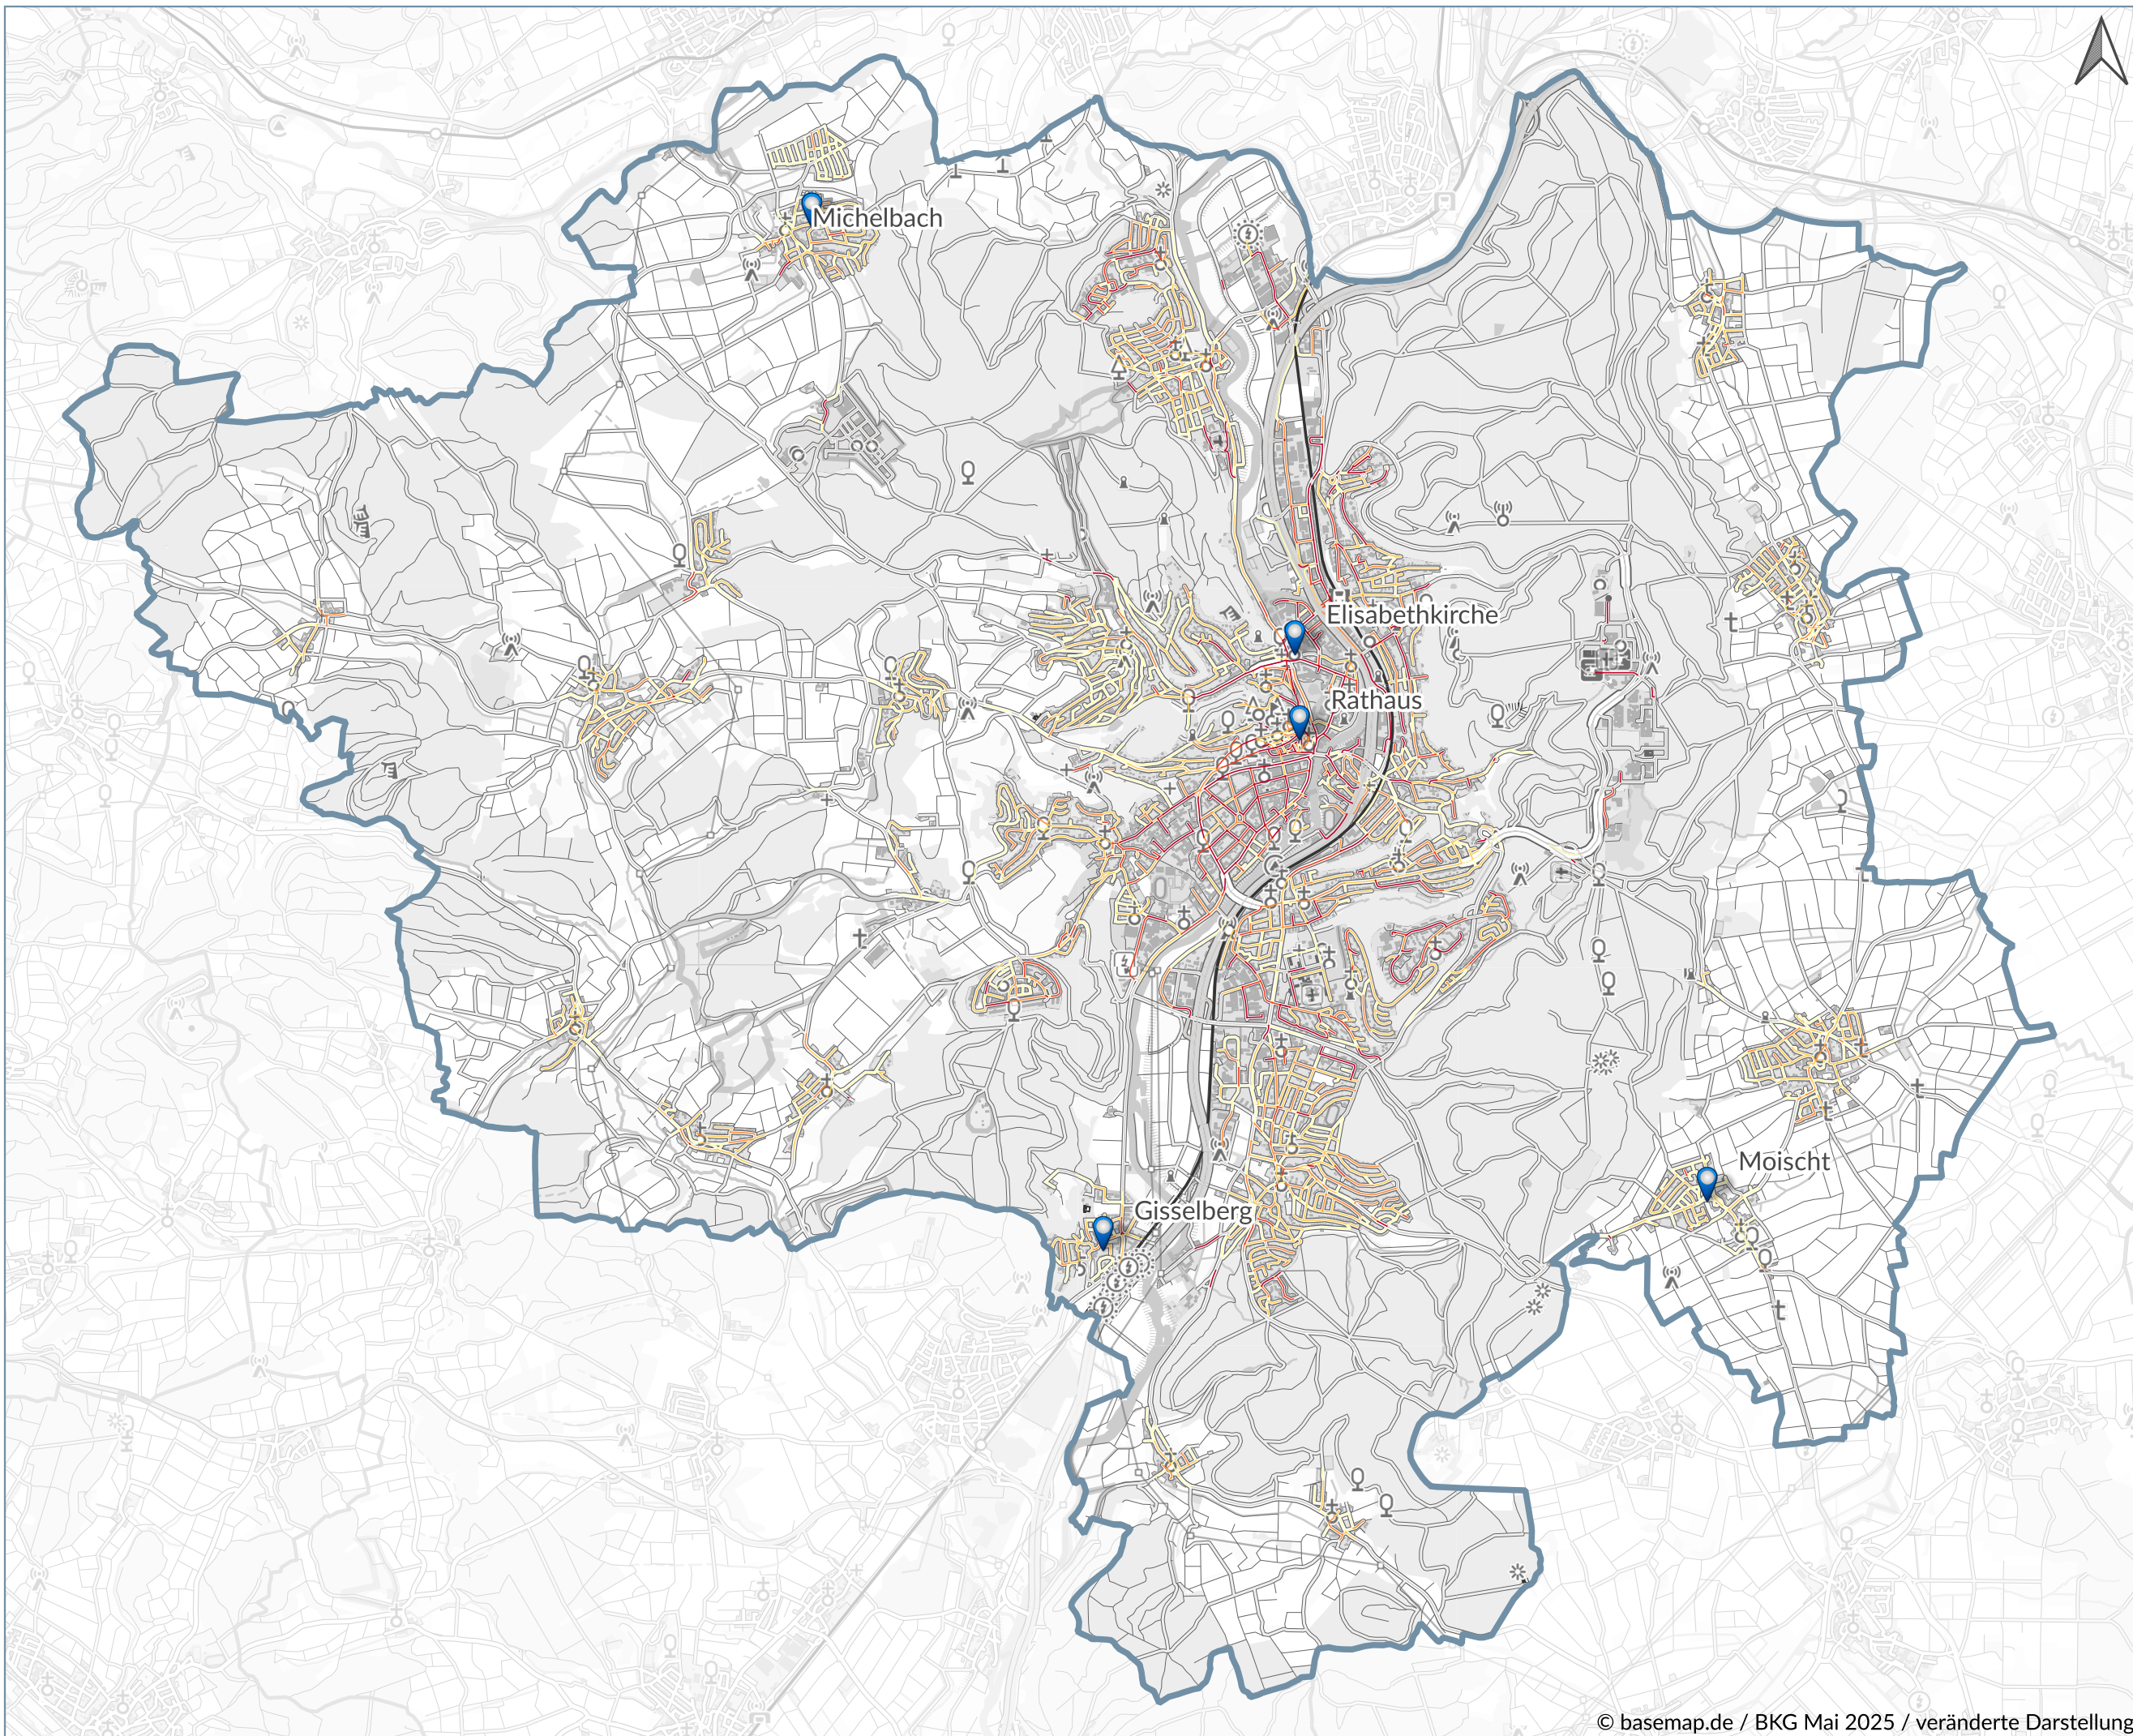 Michelbach
Elisabethkirche
Rathaus
Moischt
Gisselberg
© basemap.de / BKG Mai 2025 / veränderte Darstellung